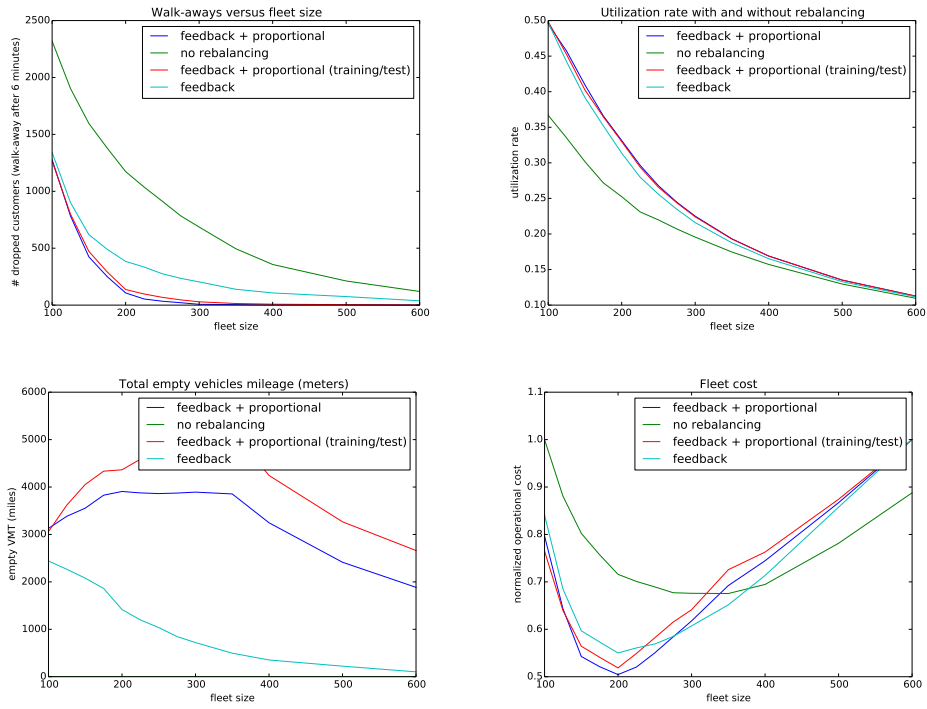 Walk-aways versus fleet size
# dropped customers (walk-away after 6 minutes)
2500
2000
1500
1000
500
0
feedback + proportional
no rebalancing
feedback + proportional (training/test)
feedback
100 200 300 400 500 600
fleet size
Utilization rate with and without rebalancing
utilization rate
0.50
0.45
0.40
0.35
0.30
0.25
0.20
0.15
0.10
feedback + proportional
no rebalancing
feedback + proportional (training/test)
feedback
100 200 300 400 500 600
fleet size
Total empty vehicles mileage (meters)
empty VMT (miles)
6000
5000
4000
3000
2000
1000
0
feedback + proportional
no rebalancing
feedback + proportional (training/test)
feedback
100 200 300 400 500 600
fleet size
Fleet cost
normalized operational cost
1.1
1.0
0.9
0.8
0.7
0.6
0.5
feedback + proportional
no rebalancing
feedback + proportional (training/test)
feedback
100 200 300 400 500 600
fleet size